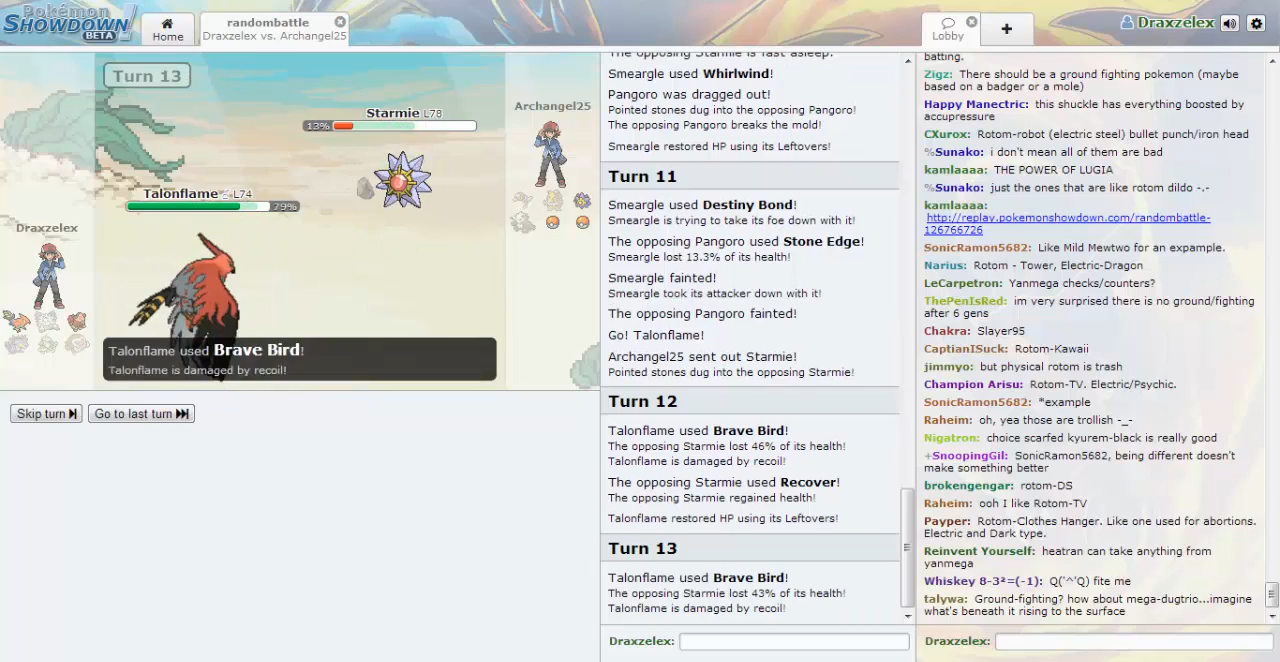 Pokémon
SHOWDOWN!
BETA
Home
randombattle
Draxzelex vs. Archangel25
Lobby
+
Draxzelex
Turn 13
Starmie L78
13%
Talonflame L74
79%
Archangel25
Draxzelex
Talonflame used Brave Bird!
Talonflame is damaged by recoil!
Skip turn
Go to last turn
The opposing Starmie is fast asleep.
Smeargle used Whirlwind!
Pangoro was dragged out!
Pointed stones dug into the opposing Pangoro!
The opposing Pangoro breaks the mold!
Smeargle restored HP using its Leftovers!
Turn 11
Smeargle used Destiny Bond!
Smeargle is trying to take its foe down with it!
The opposing Pangoro used Stone Edge!
Smeargle lost 13.3% of its health!
Smeargle fainted!
Smeargle took its attacker down with it!
The opposing Pangoro fainted!
Go! Talonflame!
Archangel25 sent out Starmie!
Pointed stones dug into the opposing Starmie!
Turn 12
Talonflame used Brave Bird!
The opposing Starmie lost 46% of its health!
Talonflame is damaged by recoil!
The opposing Starmie used Recover!
The opposing Starmie regained health!
Talonflame restored HP using its Leftovers!
Turn 13
Talonflame used Brave Bird!
The opposing Starmie lost 43% of its health!
Talonflame is damaged by recoil!
Draxzelex:
batting.
Zigz: There should be a ground fighting pokemon (maybe
based on a badger or a mole)
Happy Manectric: this shuckle has everything boosted by
accupressure
CXurox: Rotom-robot (electric steel) bullet punch/iron head
%Sunako: i don't mean all of them are bad
kamlaaaa: THE POWER OF LUGIA
%Sunako: just the ones that are like rotom dildo -.-
kamlaaaa:
http://replay.pokemonshowdown.com/randombattle-
126766726
SonicRamon5682: Like Mild Mewtwo for an expample.
Narius: Rotom - Tower, Electric-Dragon
LeCarpetron: Yanmega checks/counters?
ThePenIsRed: im very surprised there is no ground/fighting
after 6 gens
Chakra: Slayer95
CaptianISuck: Rotom-Kawaii
jimmyo: but physical rotom is trash
Champion Arisu: Rotom-TV. Electric/Psychic.
SonicRamon5682: *example
Raheim: oh, yea those are trollish -_-
Nigatron: choice scarfed kyurem-black is really good
+SnoopingGil: SonicRamon5682, being different doesn't
make something better
brokengengar: rotom-DS
Raheim: ooh I like Rotom-TV
Payper: Rotom-Clothes Hanger. Like one used for abortions.
Electric and Dark type.
Reinvent Yourself: heatran can take anything from
yanmega
Whiskey 8-3²=(-1): Q('^'Q) fite me
talywa: Ground-fighting? how about mega-dugtrio...imagine
what's beneath it rising to the surface
Draxzelex: